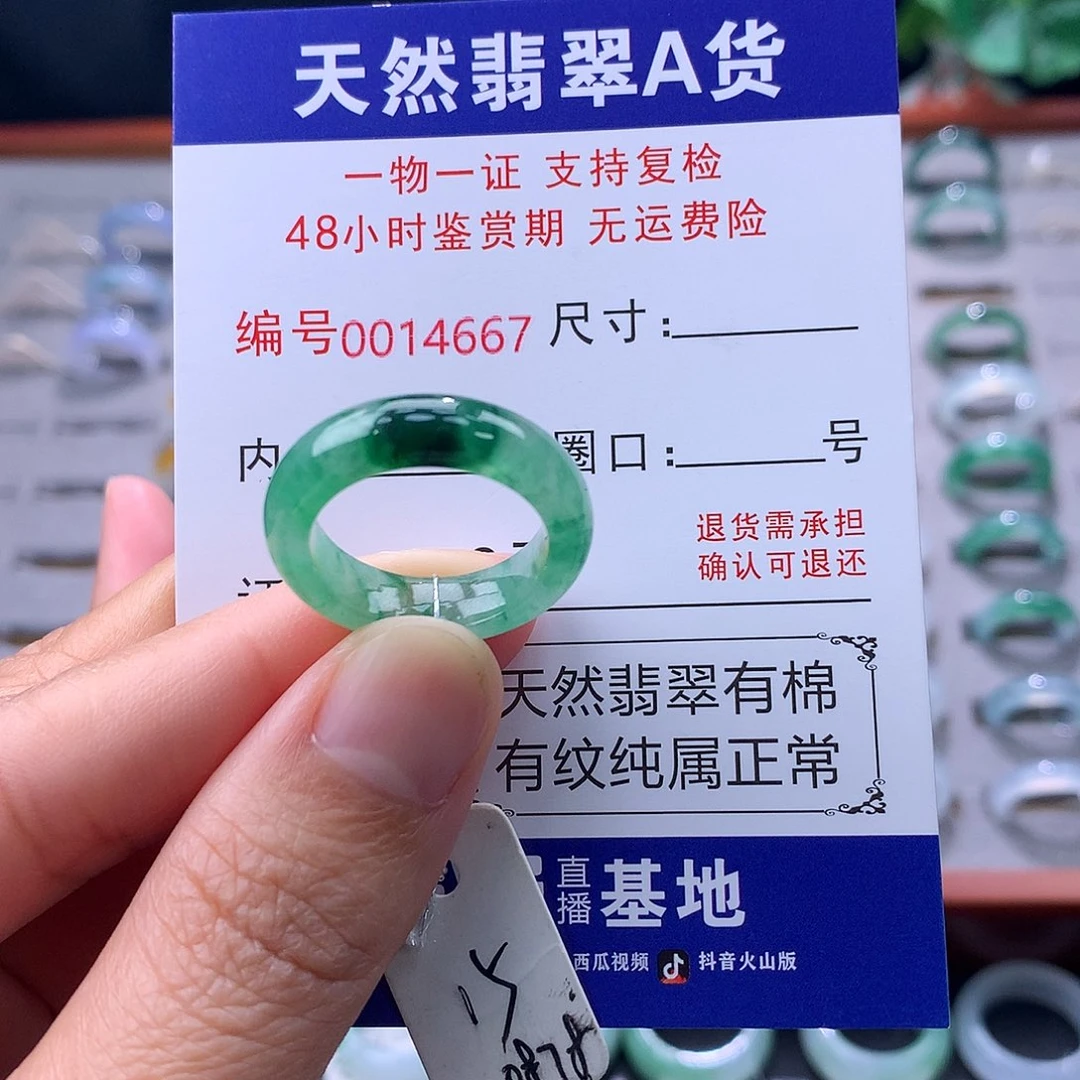 天然翡翠A货
一物一证 支持复检
48小时鉴赏期 无运费险
编号0014667 尺寸:
内 圈口: 号
退货需承担
确认可退还
天然翡翠有棉
有纹纯属正常
直播 基地
西瓜视频 抖音火山版
15